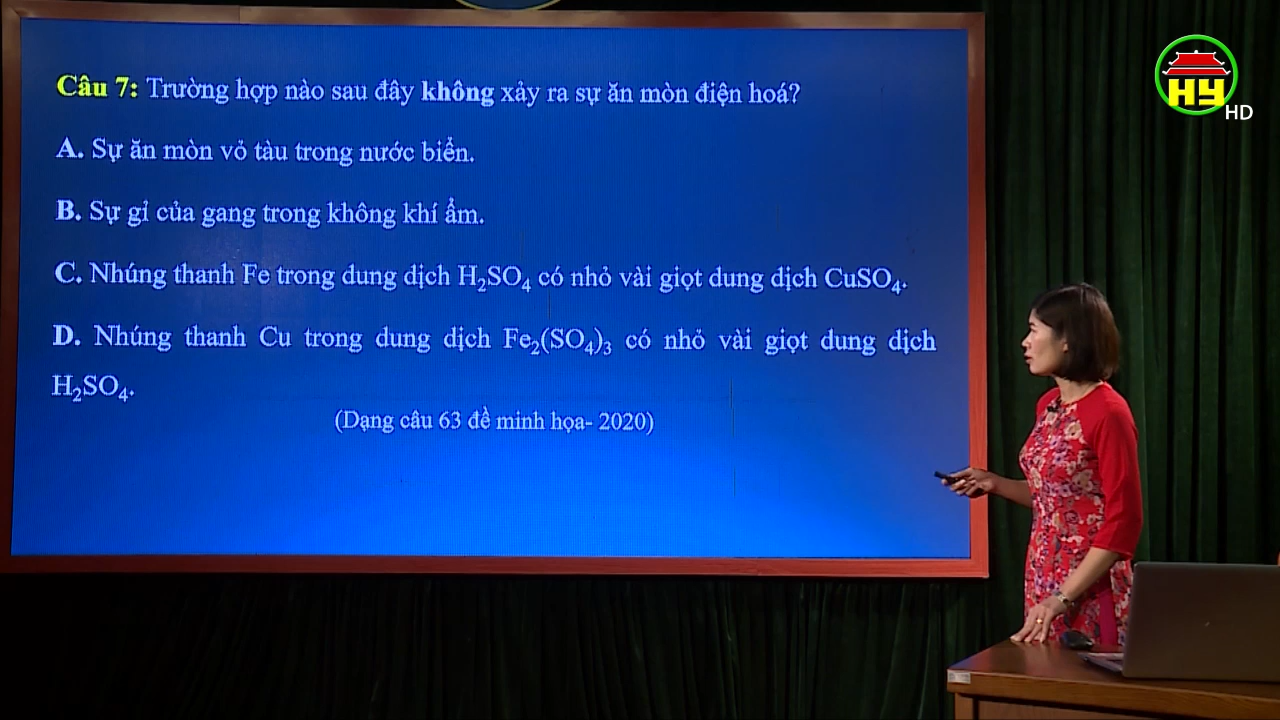 Câu 7: Trường hợp nào sau đây không xảy ra sự ăn mòn điện hoá?
A. Sự ăn mòn vỏ tàu trong nước biển.
B. Sự gỉ của gang trong không khí ẩm.
C. Nhúng thanh Fe trong dung dịch H₂SO₄ có nhỏ vài giọt dung dịch CuSO₄.
D. Nhúng thanh Cu trong dung dịch Fe₂(SO₄)₃ có nhỏ vài giọt dung dịch
H₂SO₄.
(Dạng câu 63 đề minh họa- 2020)
HY
HD